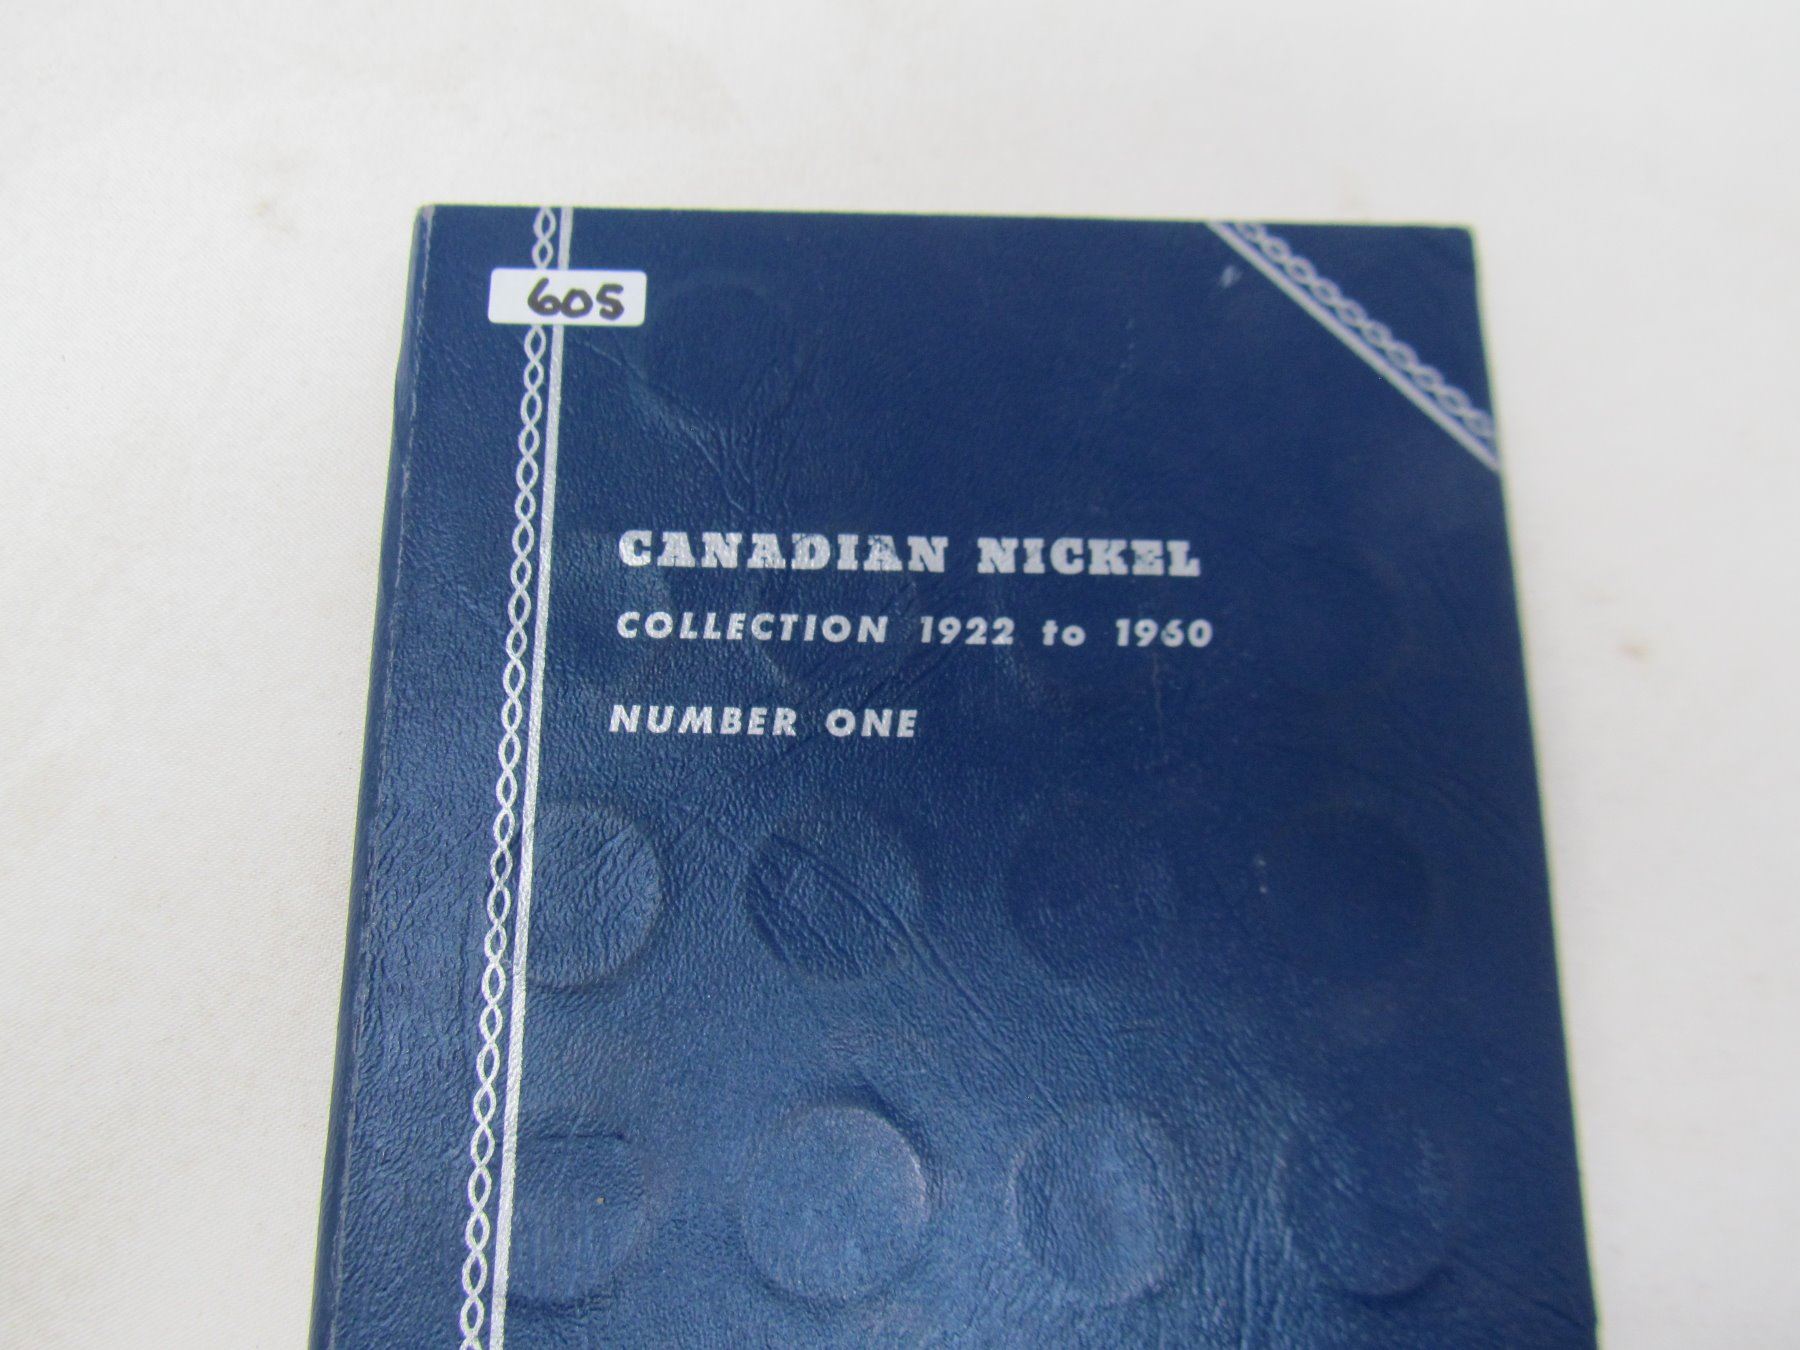 605
CANADIAN NICKEL
COLLECTION 1922 to 1960
NUMBER ONE